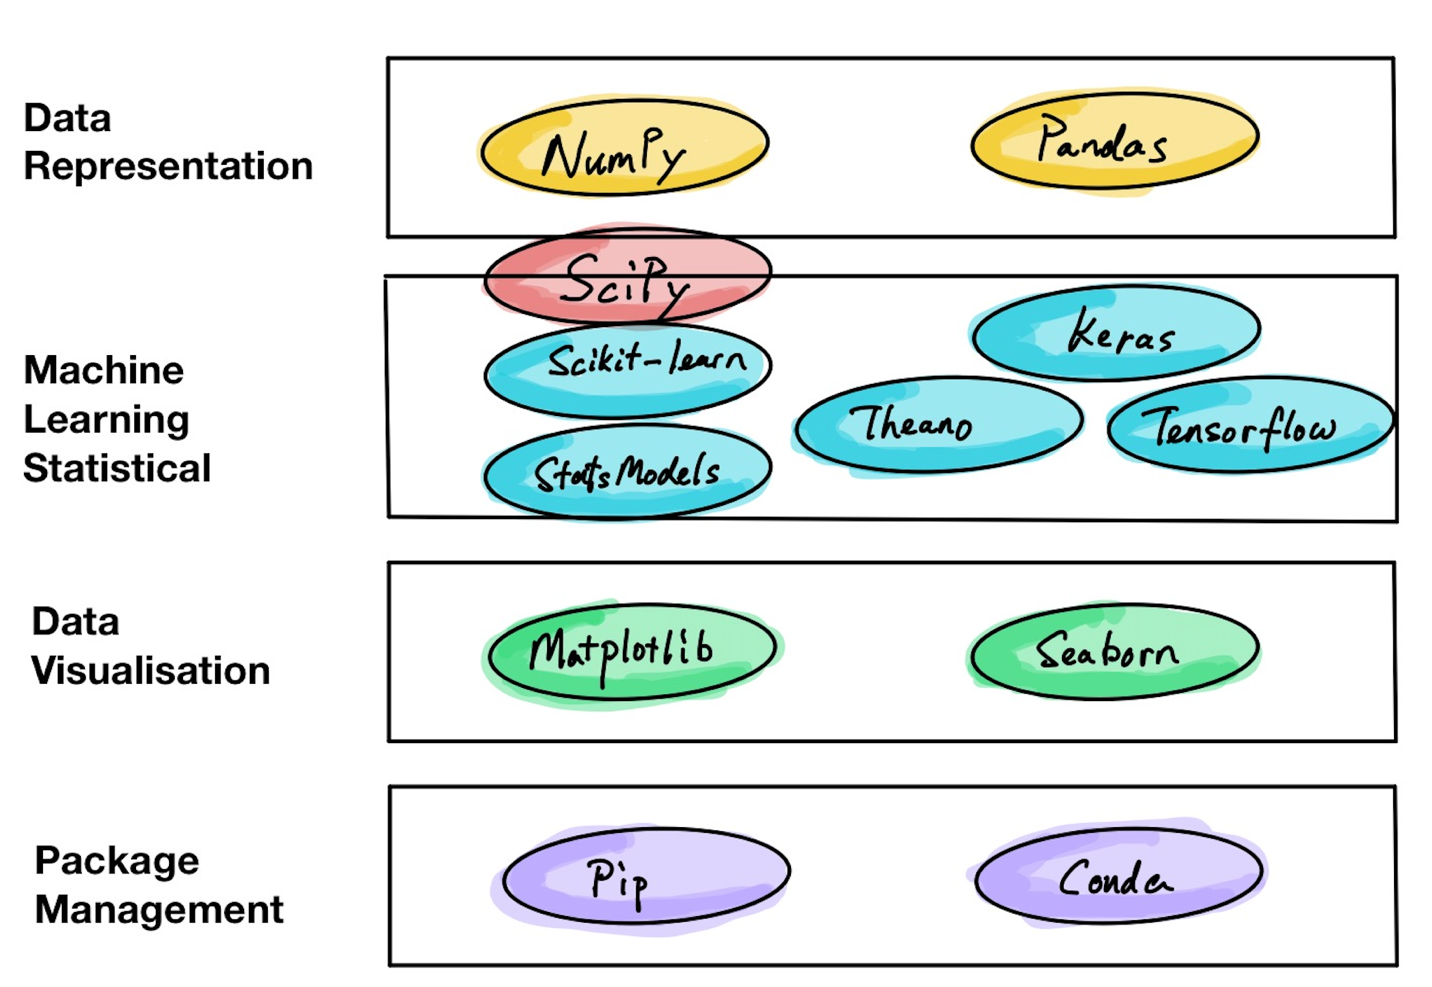 Data
Representation
NumPy
Pandas
SciPy
Machine
Learning
Statistical
Scikit-learn
StatsModels
Keras
Theano
Tensorflow
Data
Visualisation
Matplotlib
Seaborn
Package
Management
Pip
Conda